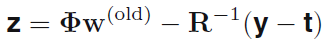 z = Φw^(old) − R^−1(y − t)